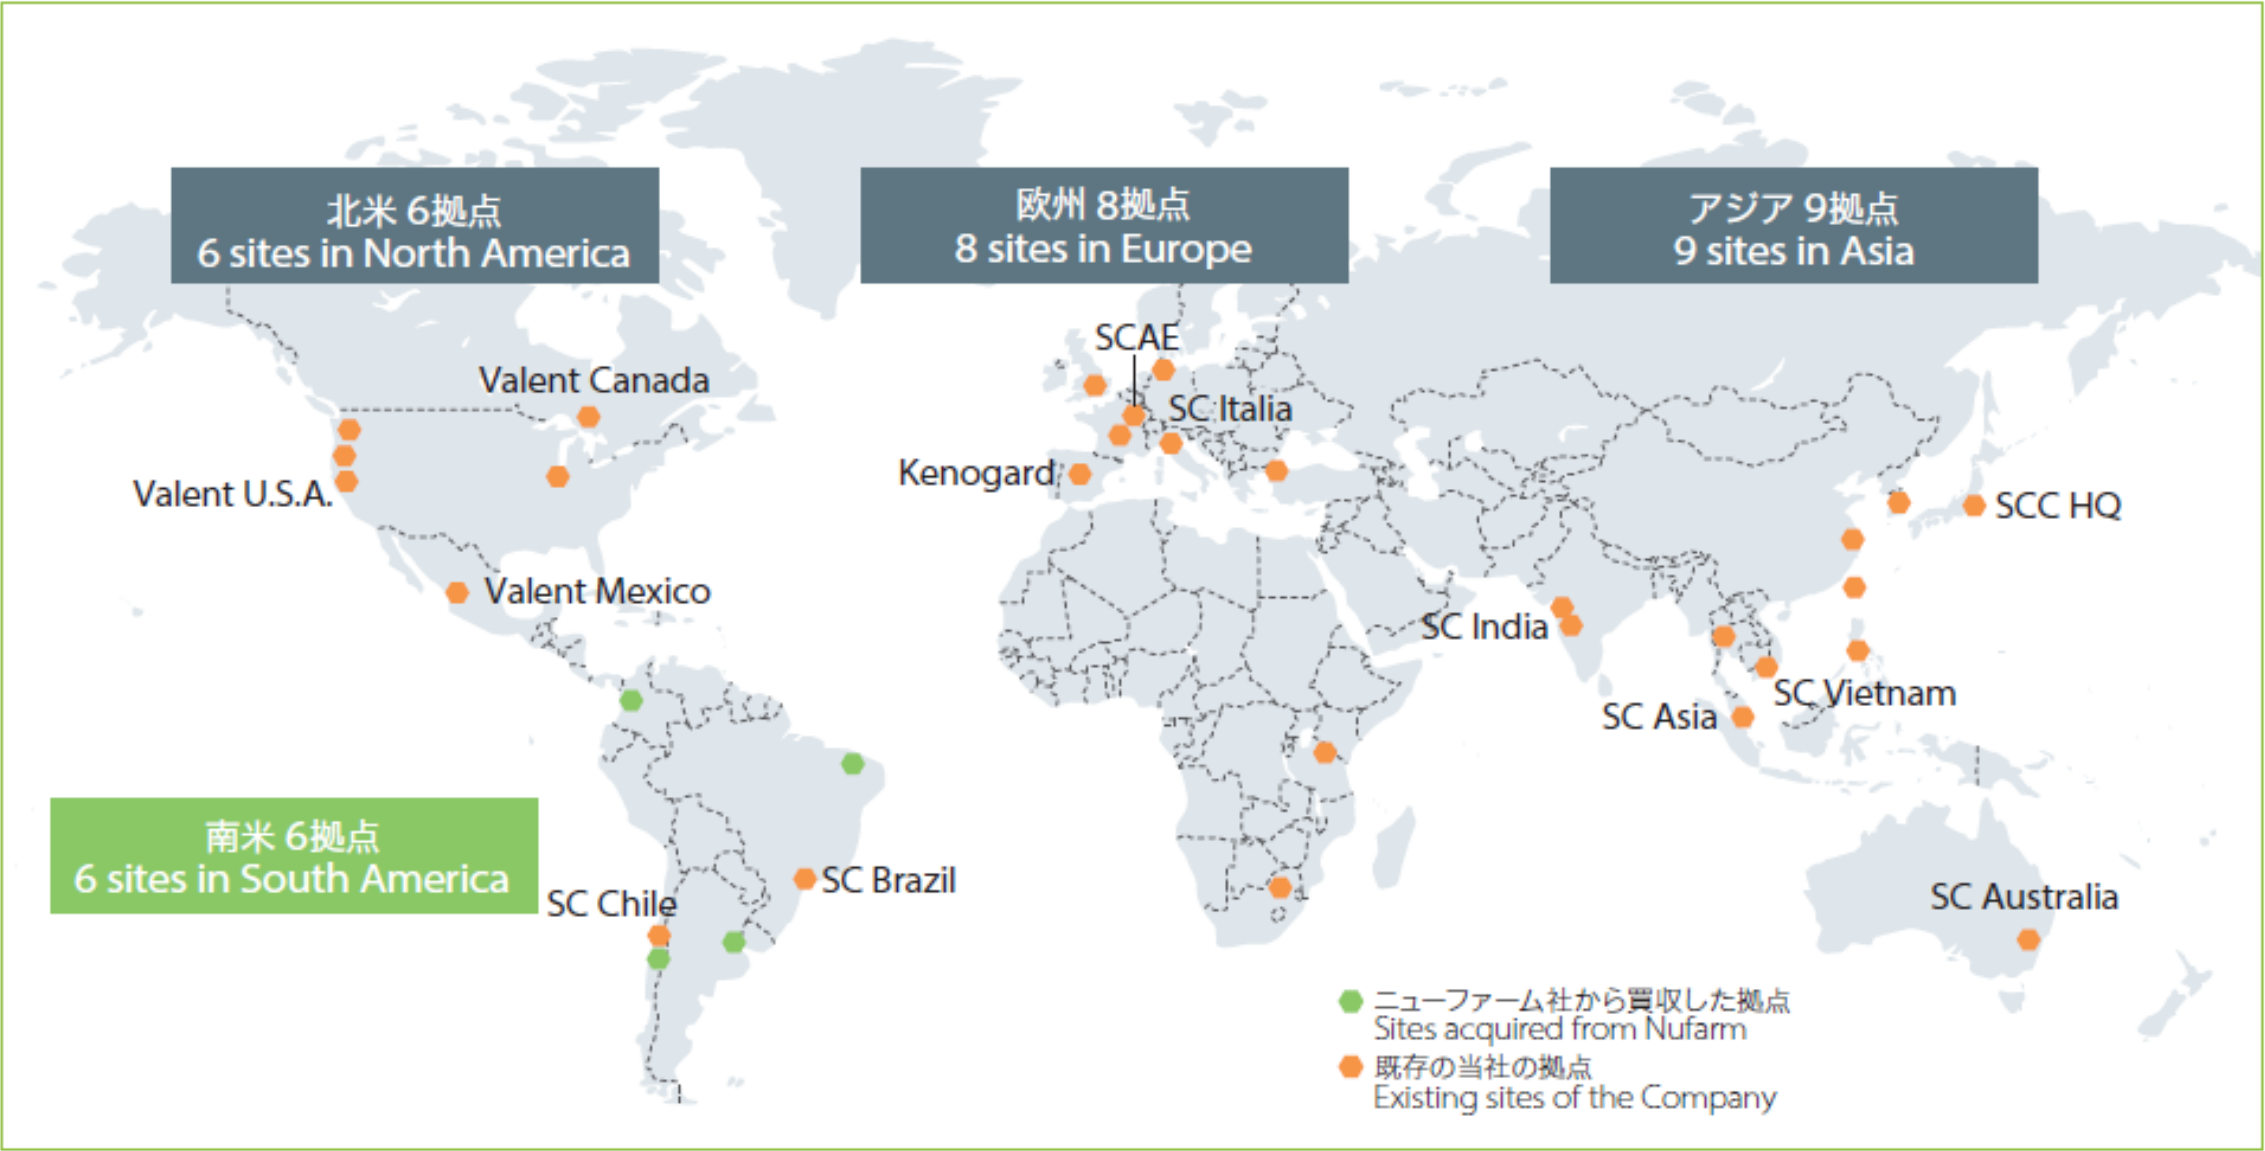 北米 6拠点
6 sites in North America
欧州 8拠点
8 sites in Europe
アジア 9拠点
9 sites in Asia
SCAE
Valent Canada
SC Italia
Kenogard
Valent U.S.A.
SCC HQ
Valent Mexico
SC India
SC Vietnam
SC Asia
南米 6拠点
6 sites in South America
SC Brazil
SC Chile
SC Australia
ニューファーム社から買収した拠点
Sites acquired from Nufarm
既存の当社の拠点
Existing sites of the Company